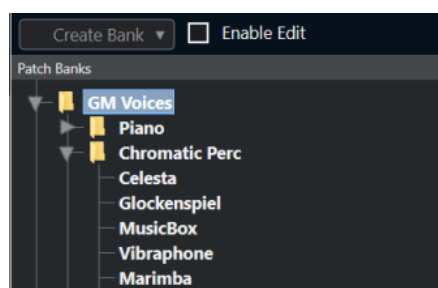 Create Bank Enable Edit
Patch Banks
GM Voices
Piano
Chromatic Perc
Celesta
Glockenspiel
MusicBox
Vibraphone
Marimba